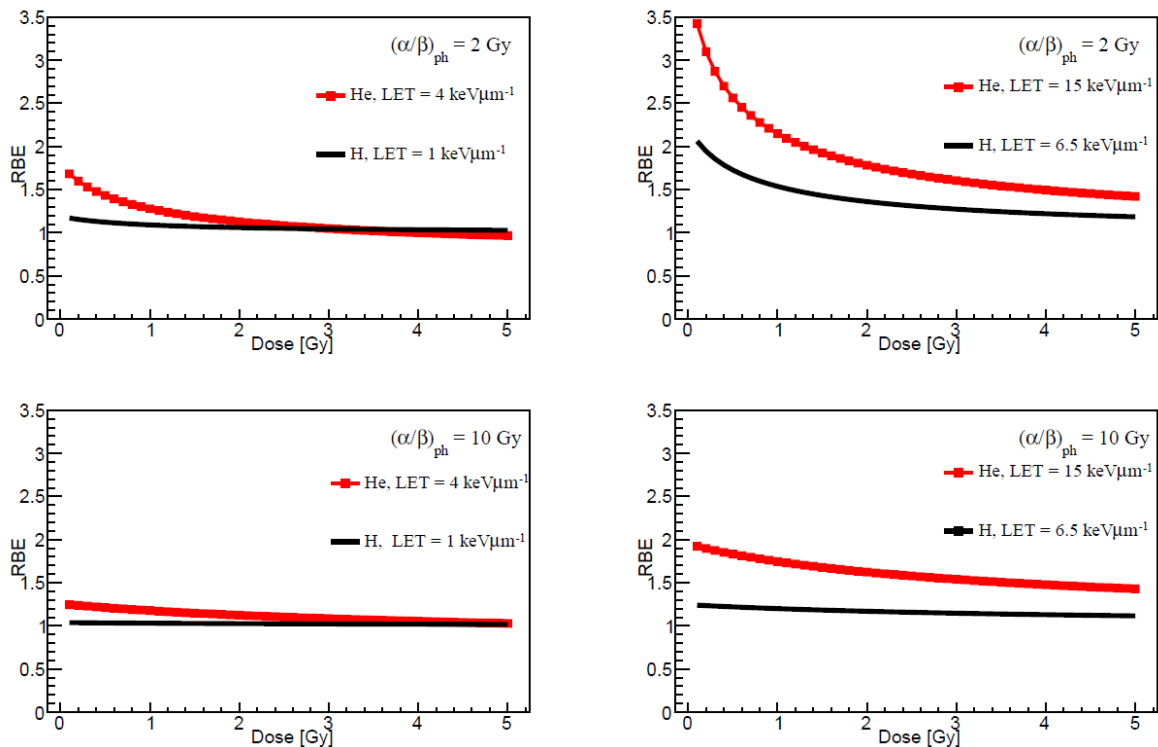 3.5
3
2.5
2
1.5
1
0.5
0
RBE
(α/β)ph = 2 Gy
He, LET = 4 keVμm-1
H, LET = 1 keVμm-1
0 1 2 3 4 5
Dose [Gy]
3.5
3
2.5
2
1.5
1
0.5
0
RBE
(α/β)ph = 2 Gy
He, LET = 15 keVμm-1
H, LET = 6.5 keVμm-1
0 1 2 3 4 5
Dose [Gy]
3.5
3
2.5
2
1.5
1
0.5
0
RBE
(α/β)ph = 10 Gy
He, LET = 4 keVμm-1
H, LET = 1 keVμm-1
0 1 2 3 4 5
Dose [Gy]
3.5
3
2.5
2
1.5
1
0.5
0
RBE
(α/β)ph = 10 Gy
He, LET = 15 keVμm-1
H, LET = 6.5 keVμm-1
0 1 2 3 4 5
Dose [Gy]